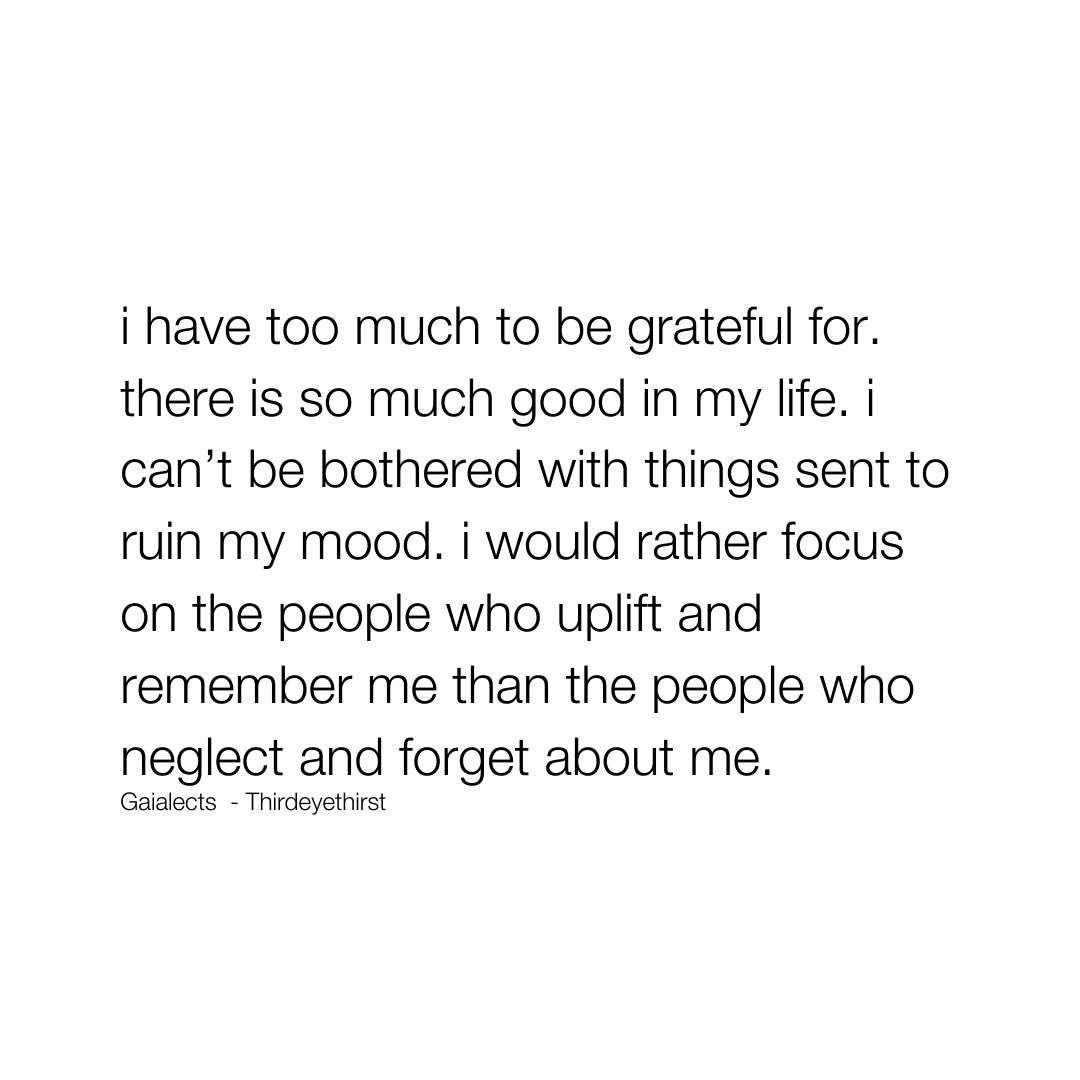 i have too much to be grateful for.
there is so much good in my life. i
can’t be bothered with things sent to
ruin my mood. i would rather focus
on the people who uplift and
remember me than the people who
neglect and forget about me.
Gaialects  - Thirdeyethirst